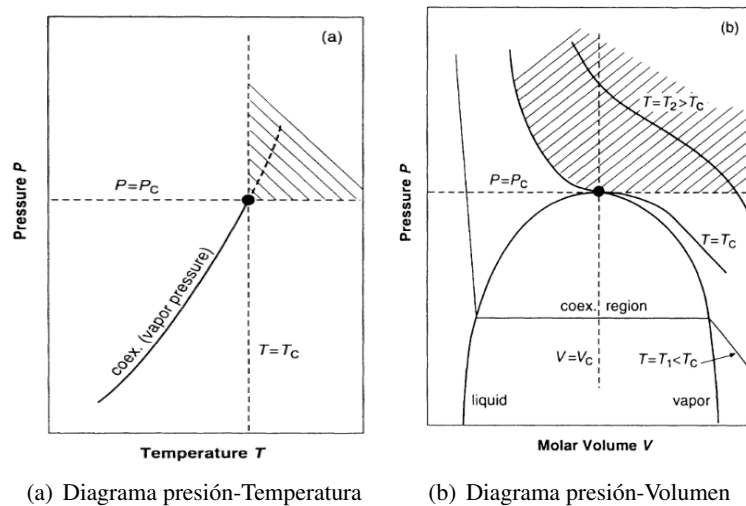 (a)
Pressure P
P=PC
coex. (vapor pressure)
T=TC
Temperature T
(b)
Pressure P
T=T2>TC
P=PC
T=TC
coex. region
V=VC
T=T1<TC
liquid
vapor
Molar Volume V
(a) Diagrama presión-Temperatura
(b) Diagrama presión-Volumen